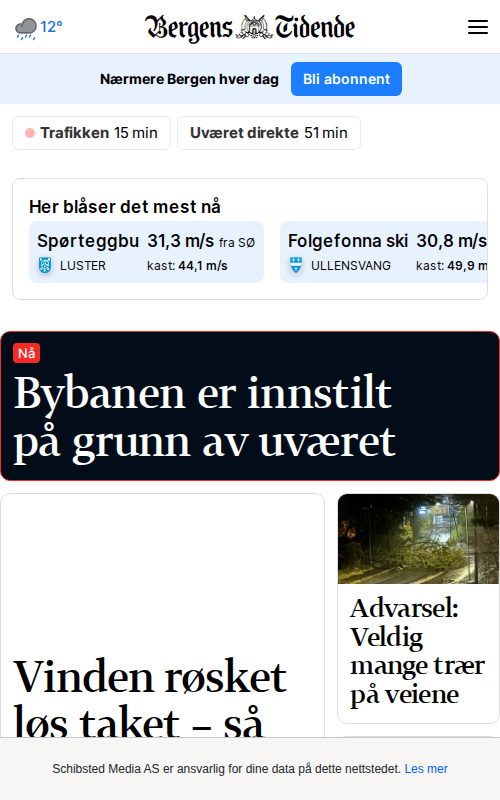 12°
Bergens Tidende
Nærmere Bergen hver dag
Bli abonnent
Trafikken 15 min
Uværet direkte 51 min
Her blåser det mest nå
Spørteggbu 31,3 m/s fra SØ
LUSTER kast: 44,1 m/s
Folgefonna ski 30,8 m/s
ULLENSVANG kast: 49,9 m
Nå
Bybanen er innstilt
på grunn av uværet
Vinden røsket
løs taket – så
Advarsel:
Veldig
mange trær
på veiene
Schibsted Media AS er ansvarlig for dine data på dette nettstedet. Les mer